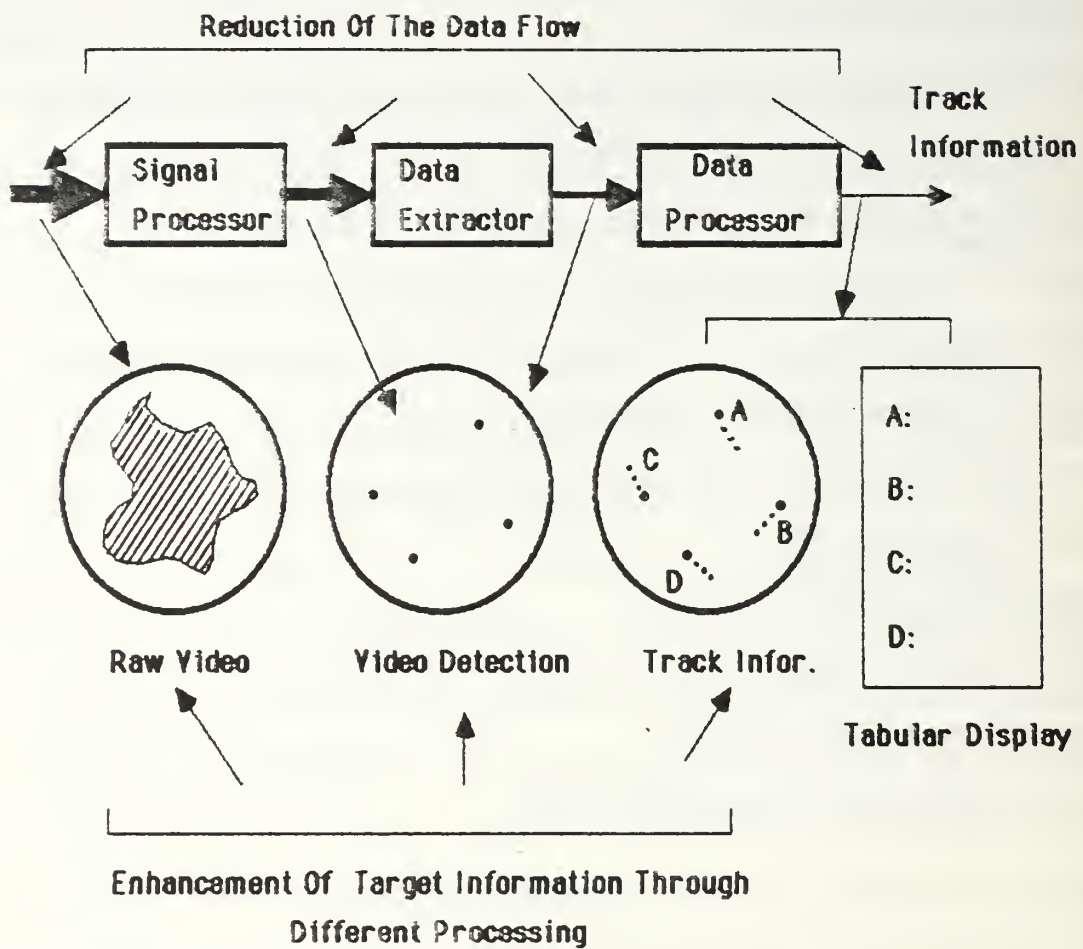 Reduction Of The Data Flow
Track
Information
Signal
Processor
Data
Extractor
Data
Processor
A
C
B
D
A:
B:
C:
D:
Raw Video
Video Detection
Track Infor.
Tabular Display
Enhancement Of Target Information Through
Different Processing